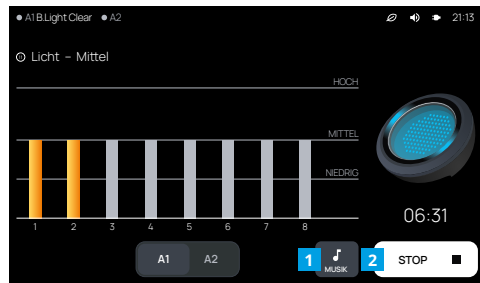 A1 B.Light Clear A2 21:13
Licht – Mittel
HOCH
MITTEL
NIEDRIG
1 2 3 4 5 6 7 8
06:31
A1 A2
1 MUSIK
2 STOP